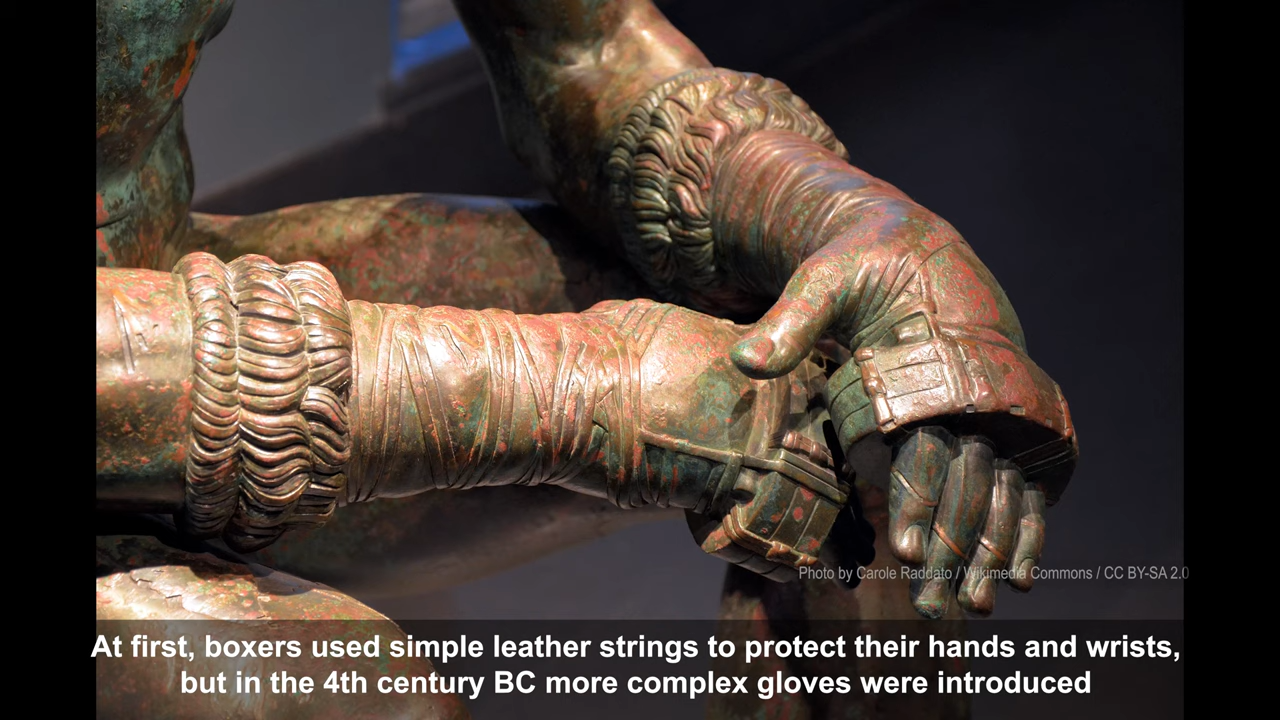 Photo by Carole Raddato / Wikimedia Commons / CC BY-SA 2.0
At first, boxers used simple leather strings to protect their hands and wrists,
but in the 4th century BC more complex gloves were introduced